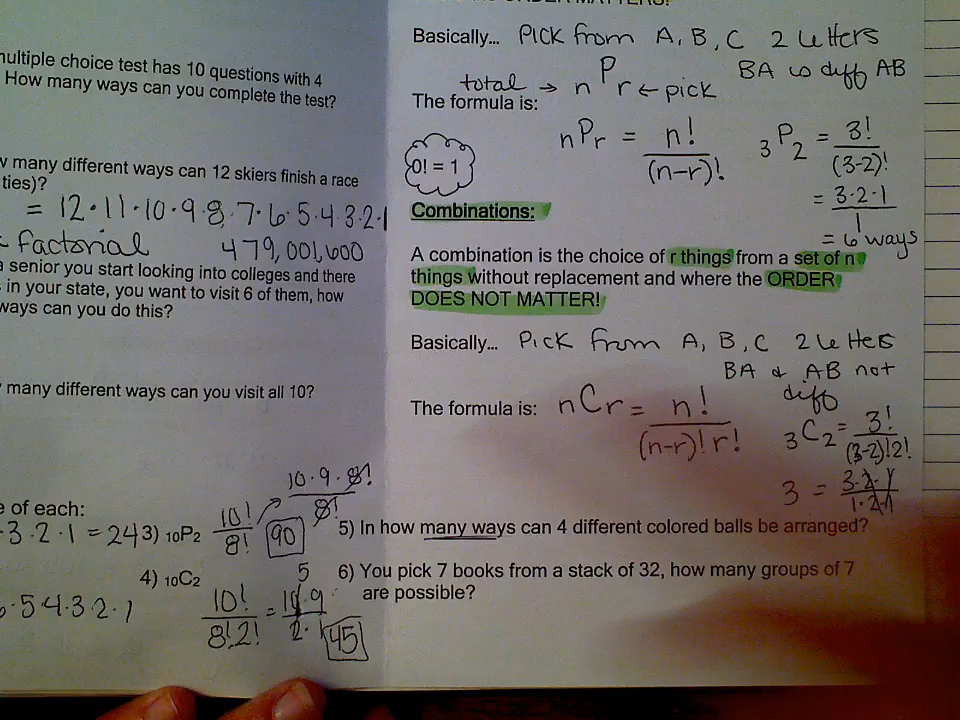 ORDER MATTERS!
Basically... Pick from A, B, C 2 letters
BA is diff AB
total → nPr ← pick
The formula is:
nPr = n!/(n-r)!
3P2 = 3!/(3-2)!
= 3·2·1/1
= 6 ways
0! = 1
Combinations:
A combination is the choice of r things from a set of n
things without replacement and where the ORDER
DOES NOT MATTER!
Basically... Pick from A, B, C 2 letters
BA & AB not
diff
The formula is: nCr = n!/(n-r)!r!
3C2 = 3!/(3-2)!2!
3 = 3·2·1/1·2·1
5) In how many ways can 4 different colored balls be arranged?
6) You pick 7 books from a stack of 32, how many groups of 7
are possible?
multiple choice test has 10 questions with 4
How many ways can you complete the test?
many different ways can 12 skiers finish a race
ties)?
= 12·11·10·9·8·7·6·5·4·3·2·1
Factorial 479,001,600
a senior you start looking into colleges and there
in your state, you want to visit 6 of them, how
ways can you do this?
many different ways can you visit all 10?
e of each:
·3·2·1 = 24
3) 10P2 10!/8! 10·9·8!/8! 90
4) 10C2 10!/8!2! = 10·9/2·1 5 45
·5·4·3·2·1